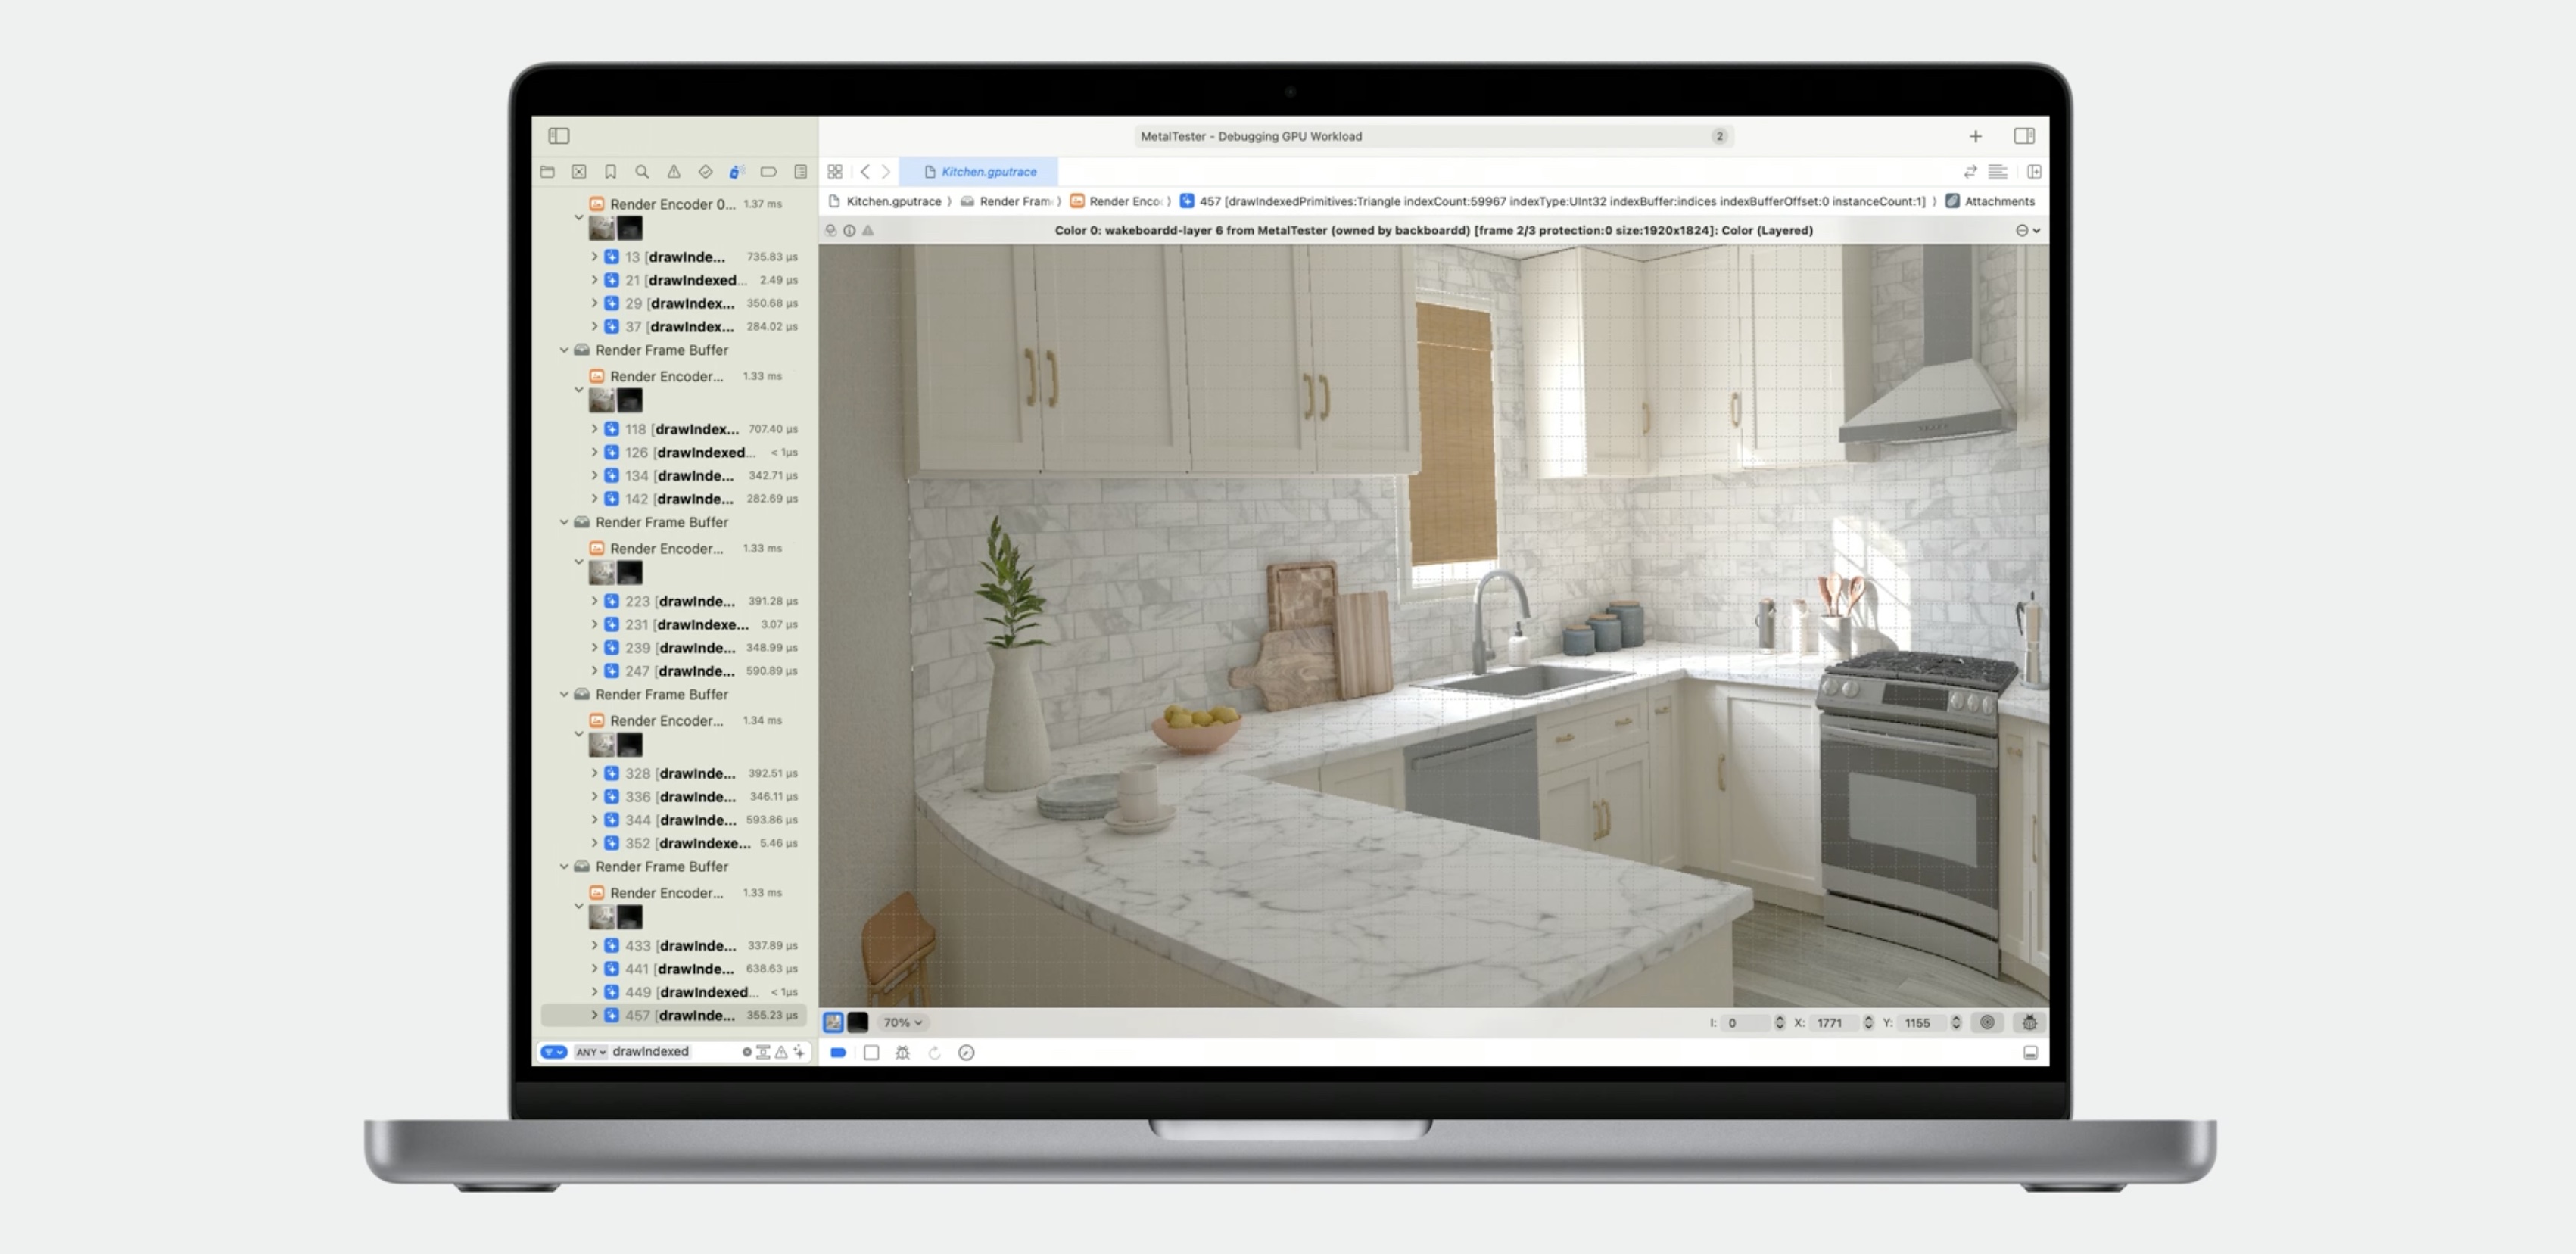 MetalTester - Debugging GPU Workload
2
Kitchen.gputrace
Kitchen.gputrace
Render Fram
Render Enco
457 [drawIndexedPrimitives:Triangle indexCount:59967 indexType:UInt32 indexBuffer:indices indexBufferOffset:0 instanceCount:1]
Attachments
Color 0: wakeboardd-layer 6 from MetalTester (owned by backboardd) [frame 2/3 protection:0 size:1920x1824]: Color (Layered)
Render Encoder 0... 1.37 ms
13 [drawInde... 735.83 µs
21 [drawIndexed... 2.49 µs
29 [drawIndex... 350.68 µs
37 [drawIndex... 284.02 µs
Render Frame Buffer
Render Encoder... 1.33 ms
118 [drawIndex... 707.40 µs
126 [drawIndexed... < 1µs
134 [drawInde... 342.71 µs
142 [drawInde... 282.69 µs
Render Frame Buffer
Render Encoder... 1.33 ms
223 [drawInde... 391.28 µs
231 [drawIndexe... 3.07 µs
239 [drawInde... 348.99 µs
247 [drawInde... 590.89 µs
Render Frame Buffer
Render Encoder... 1.34 ms
328 [drawInde... 392.51 µs
336 [drawInde... 346.11 µs
344 [drawInde... 593.86 µs
352 [drawIndexe... 5.46 µs
Render Frame Buffer
Render Encoder... 1.33 ms
433 [drawInde... 337.89 µs
441 [drawInde... 638.63 µs
449 [drawIndexed... < 1µs
457 [drawInde... 355.23 µs
ANY drawIndexed
70%
I: 0 X: 1771 Y: 1155